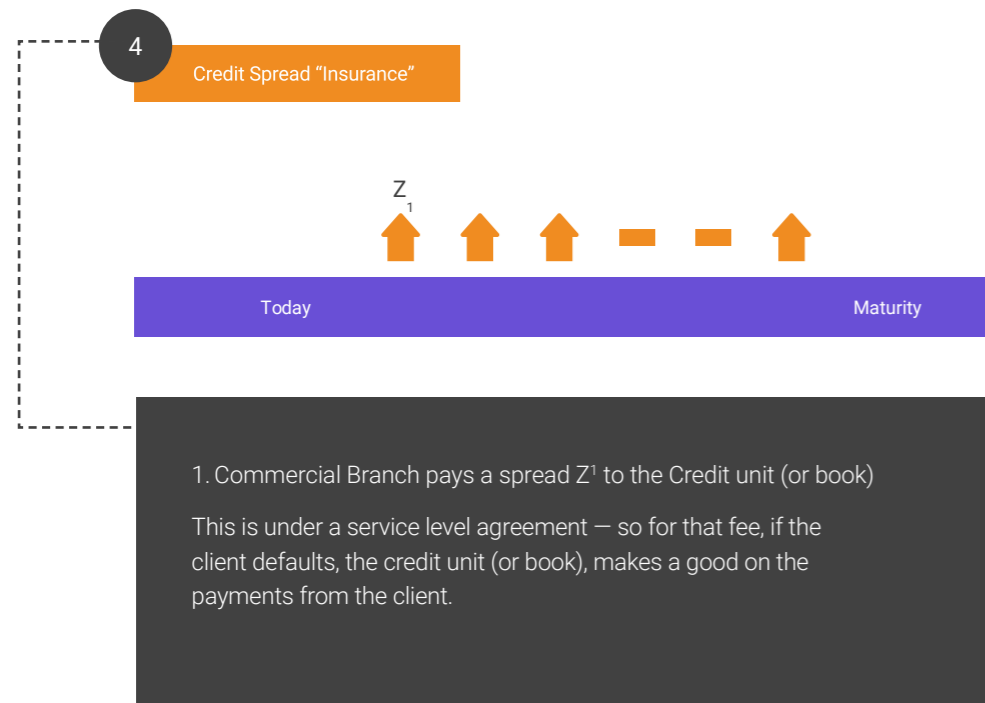 4
Credit Spread “Insurance”
Z₁
Today Maturity
1. Commercial Branch pays a spread Z¹ to the Credit unit (or book)
This is under a service level agreement — so for that fee, if the
client defaults, the credit unit (or book), makes a good on the
payments from the client.